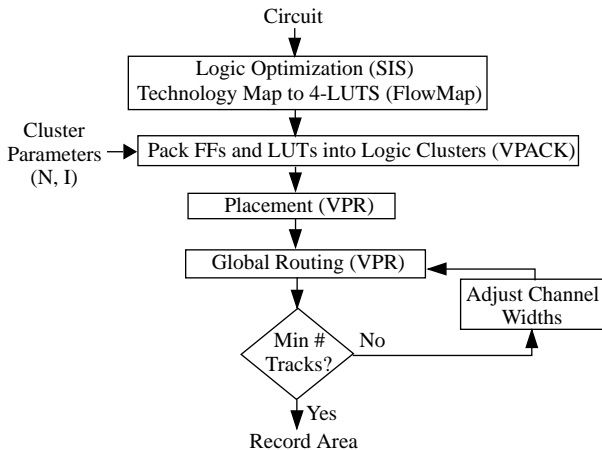 Circuit
Logic Optimization (SIS)
Technology Map to 4-LUTS (FlowMap)
Cluster
Parameters
(N, I)
Pack FFs and LUTs into Logic Clusters (VPACK)
Placement (VPR)
Global Routing (VPR)
Adjust Channel
Widths
Min #
Tracks?
No
Yes
Record Area